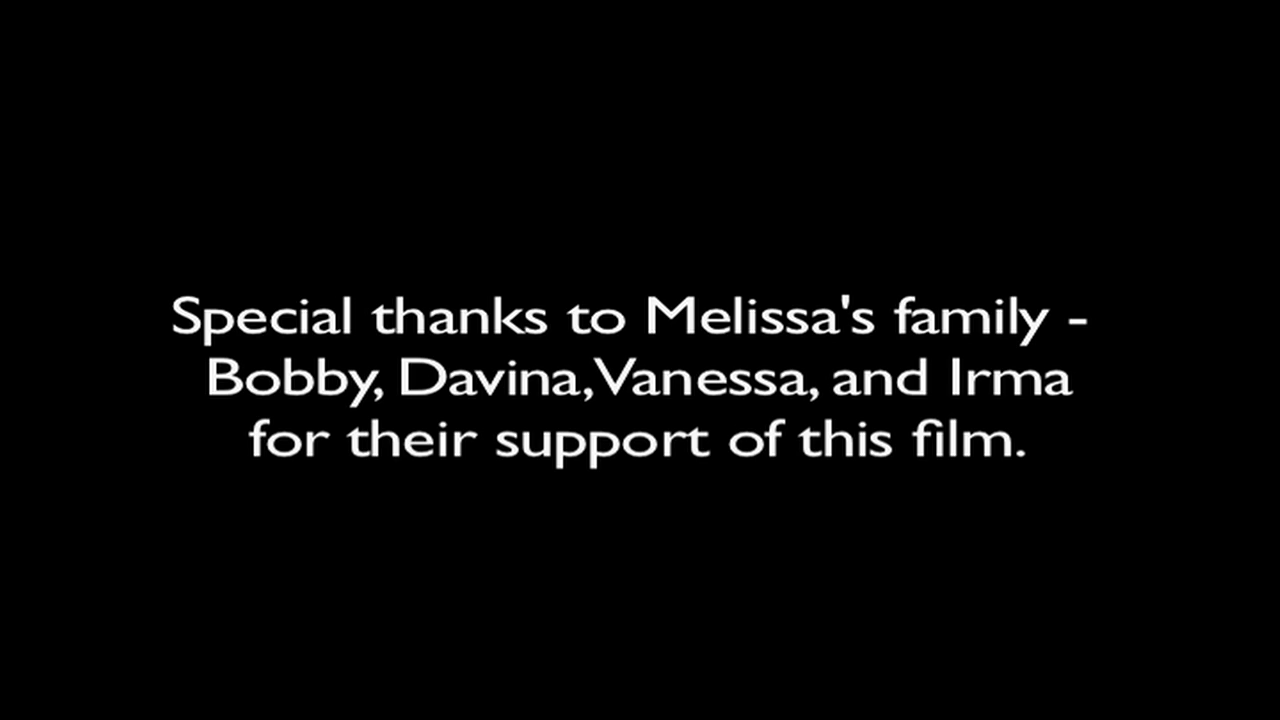 Special thanks to Melissa's family -
Bobby, Davina, Vanessa, and Irma
for their support of this film.